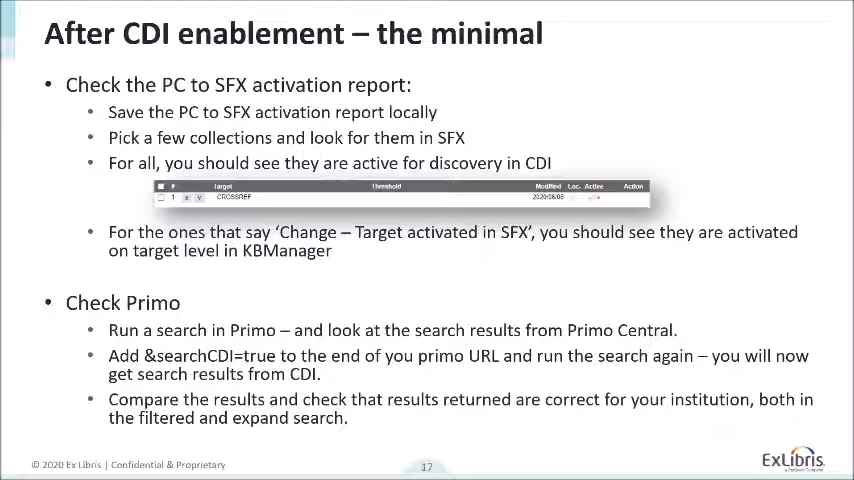 After CDI enablement – the minimal
• Check the PC to SFX activation report:
• Save the PC to SFX activation report locally
• Pick a few collections and look for them in SFX
• For all, you should see they are active for discovery in CDI
# Target Threshold Modified Loc. Active Action
1 CROSSREF 2020/06/08
• For the ones that say ‘Change – Target activated in SFX’, you should see they are activated
on target level in KBManager
• Check Primo
• Run a search in Primo – and look at the search results from Primo Central.
• Add &searchCDI=true to the end of you primo URL and run the search again – you will now
get search results from CDI.
• Compare the results and check that results returned are correct for your institution, both in
the filtered and expand search.
© 2020 Ex Libris | Confidential & Proprietary
17
ExLibris
a ProQuest Company